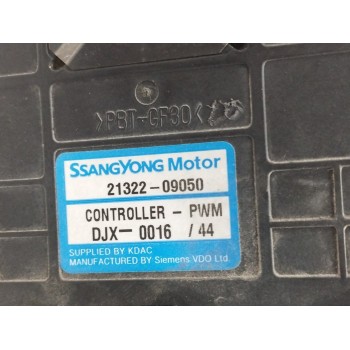 >PBT-GF30<
SSANGYONG Motor
21322-09050
CONTROLLER - PWM
DJX- 0016 /44
SUPPLIED BY KDAC
MANUFACTURED BY Siemens VDO Ltd.